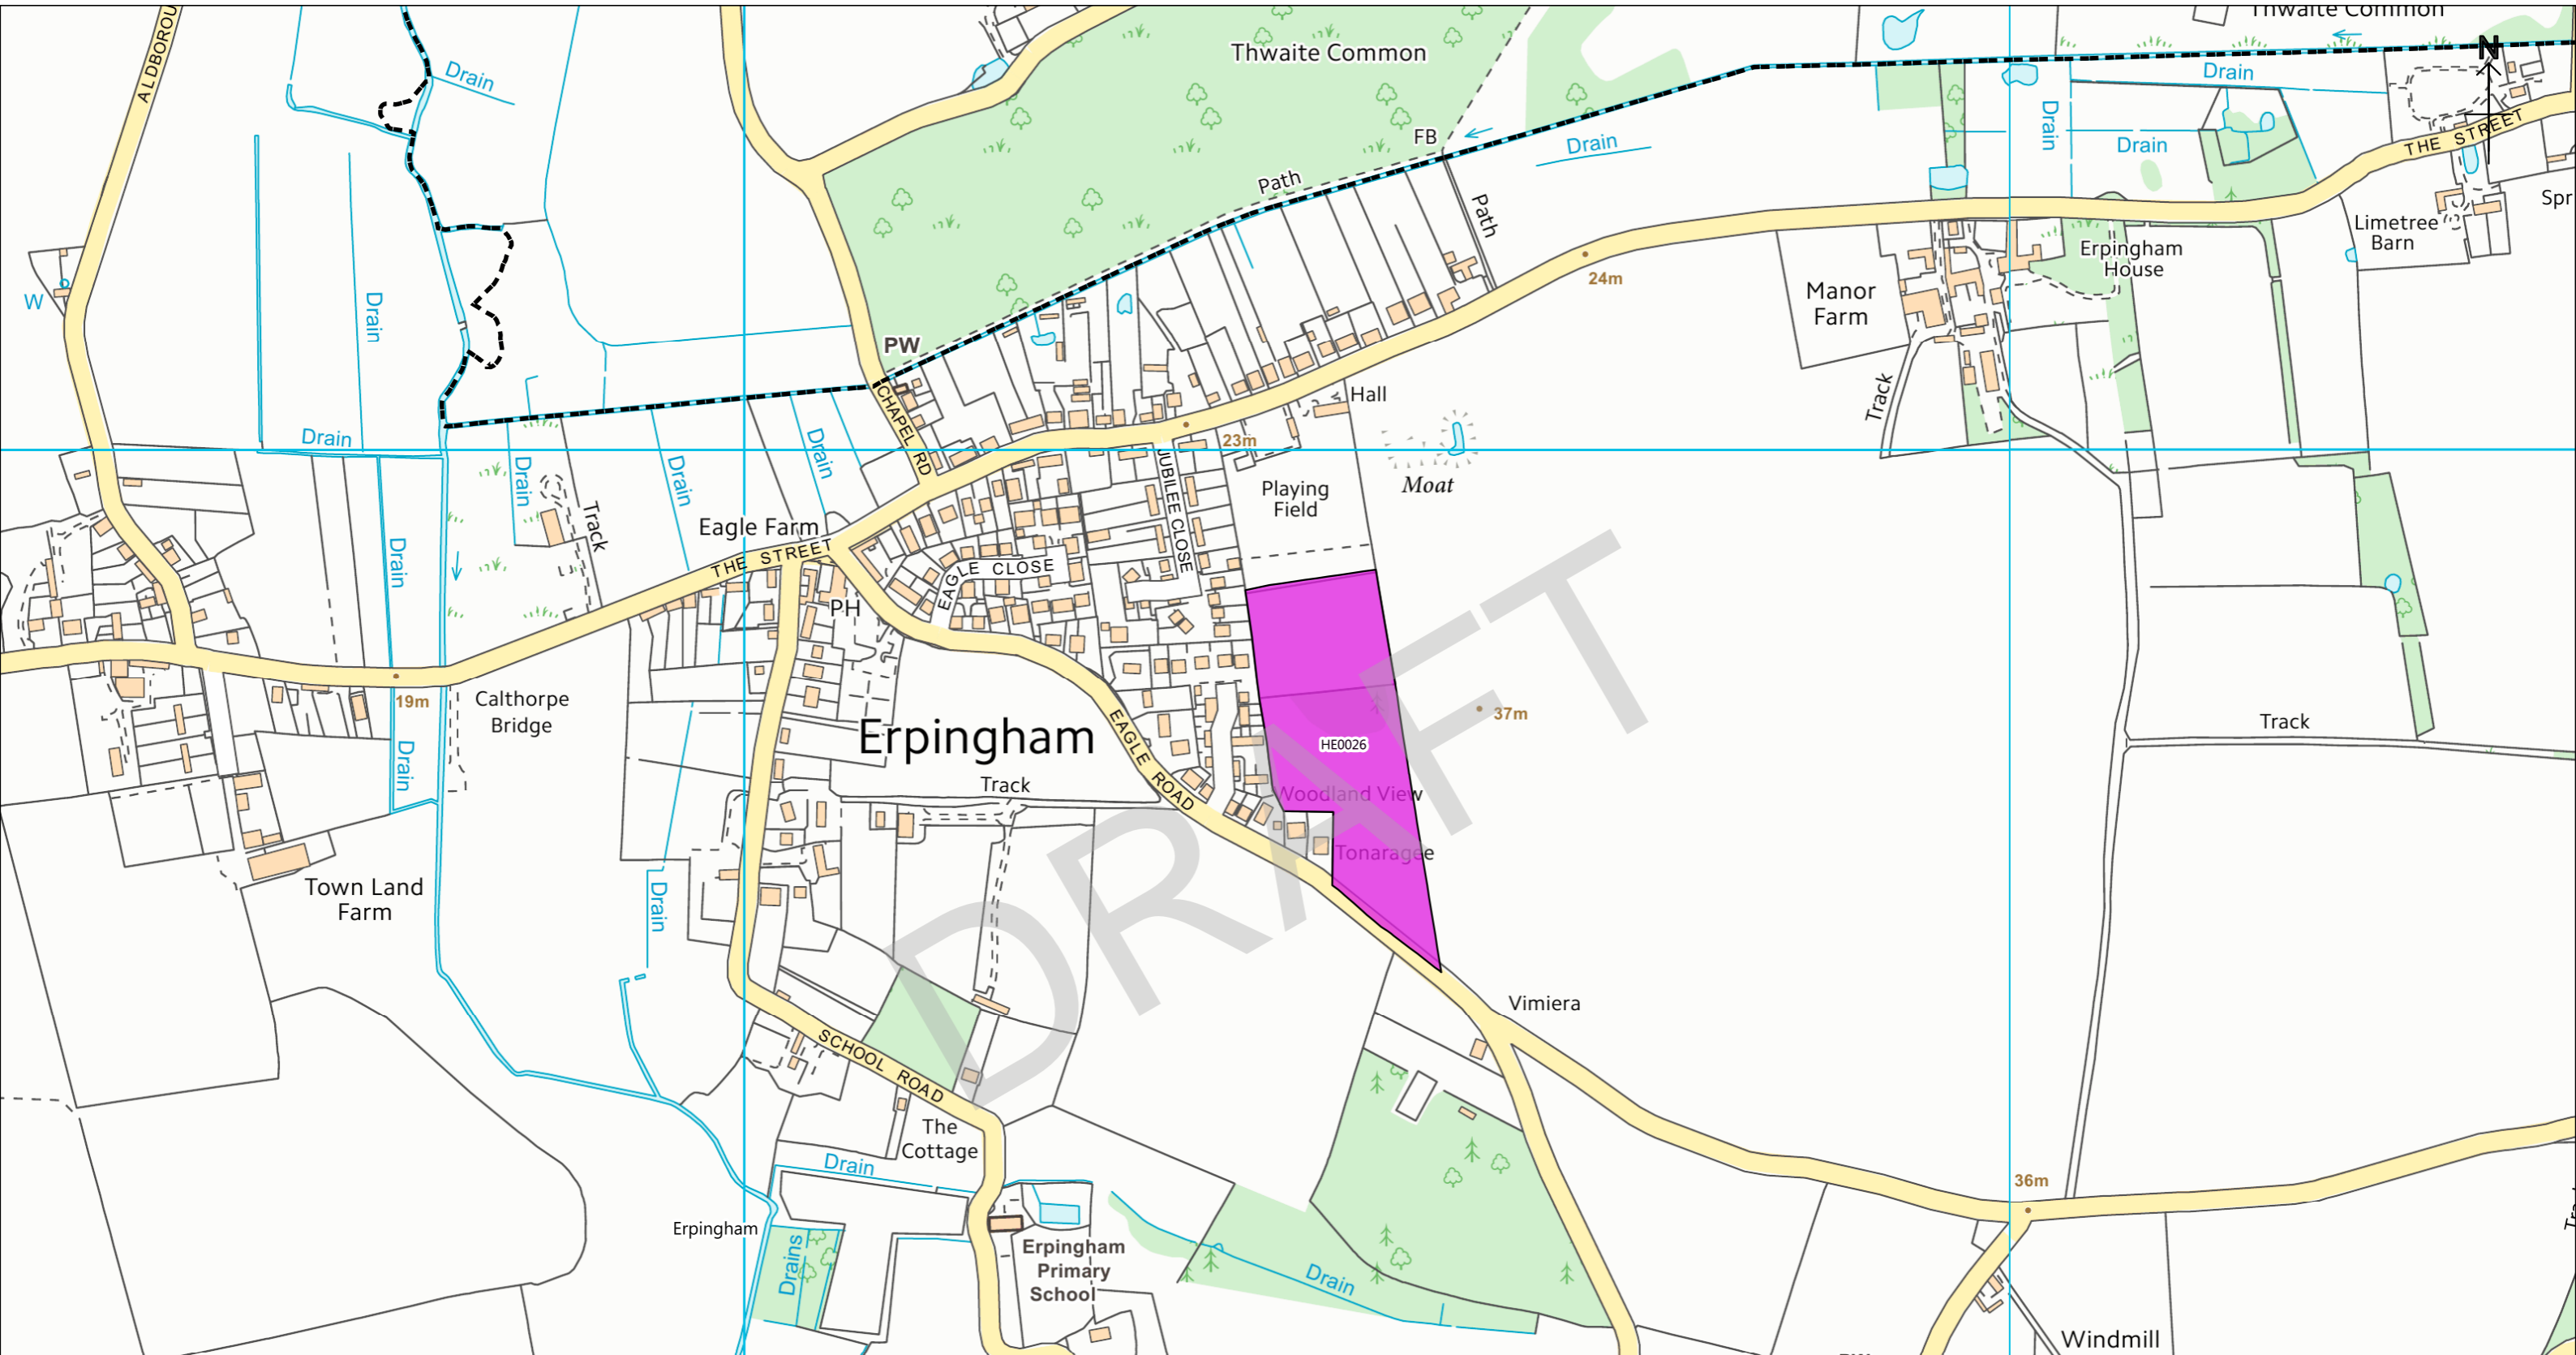 Thwaite Common
ALDBOROU
Drain
Thwaite Common
N
Drain
FB
Drain
Drain
Drain
THE STREET
Path
Path
Spr
Limetree
Barn
Erpingham
House
24m
W
Drain
Manor
Farm
PW
Track
Hall
CHAPEL RD
23m
Drain
Drain
Drain
Drain
JUBILEE CLOSE
Moat
Playing
Field
Track
Eagle Farm
THE STREET
Drain
EAGLE CLOSE
PH
19m
Calthorpe
Bridge
Erpingham
EAGLE ROAD
37m
Track
HE0026
Drain
Track
Woodland View
Tonaragee
DRAFT
Town Land
Farm
Drain
Vimiera
SCHOOL ROAD
The
Cottage
Drain
36m
Erpingham
Drains
Erpingham
Primary
School
Drain
Windmill